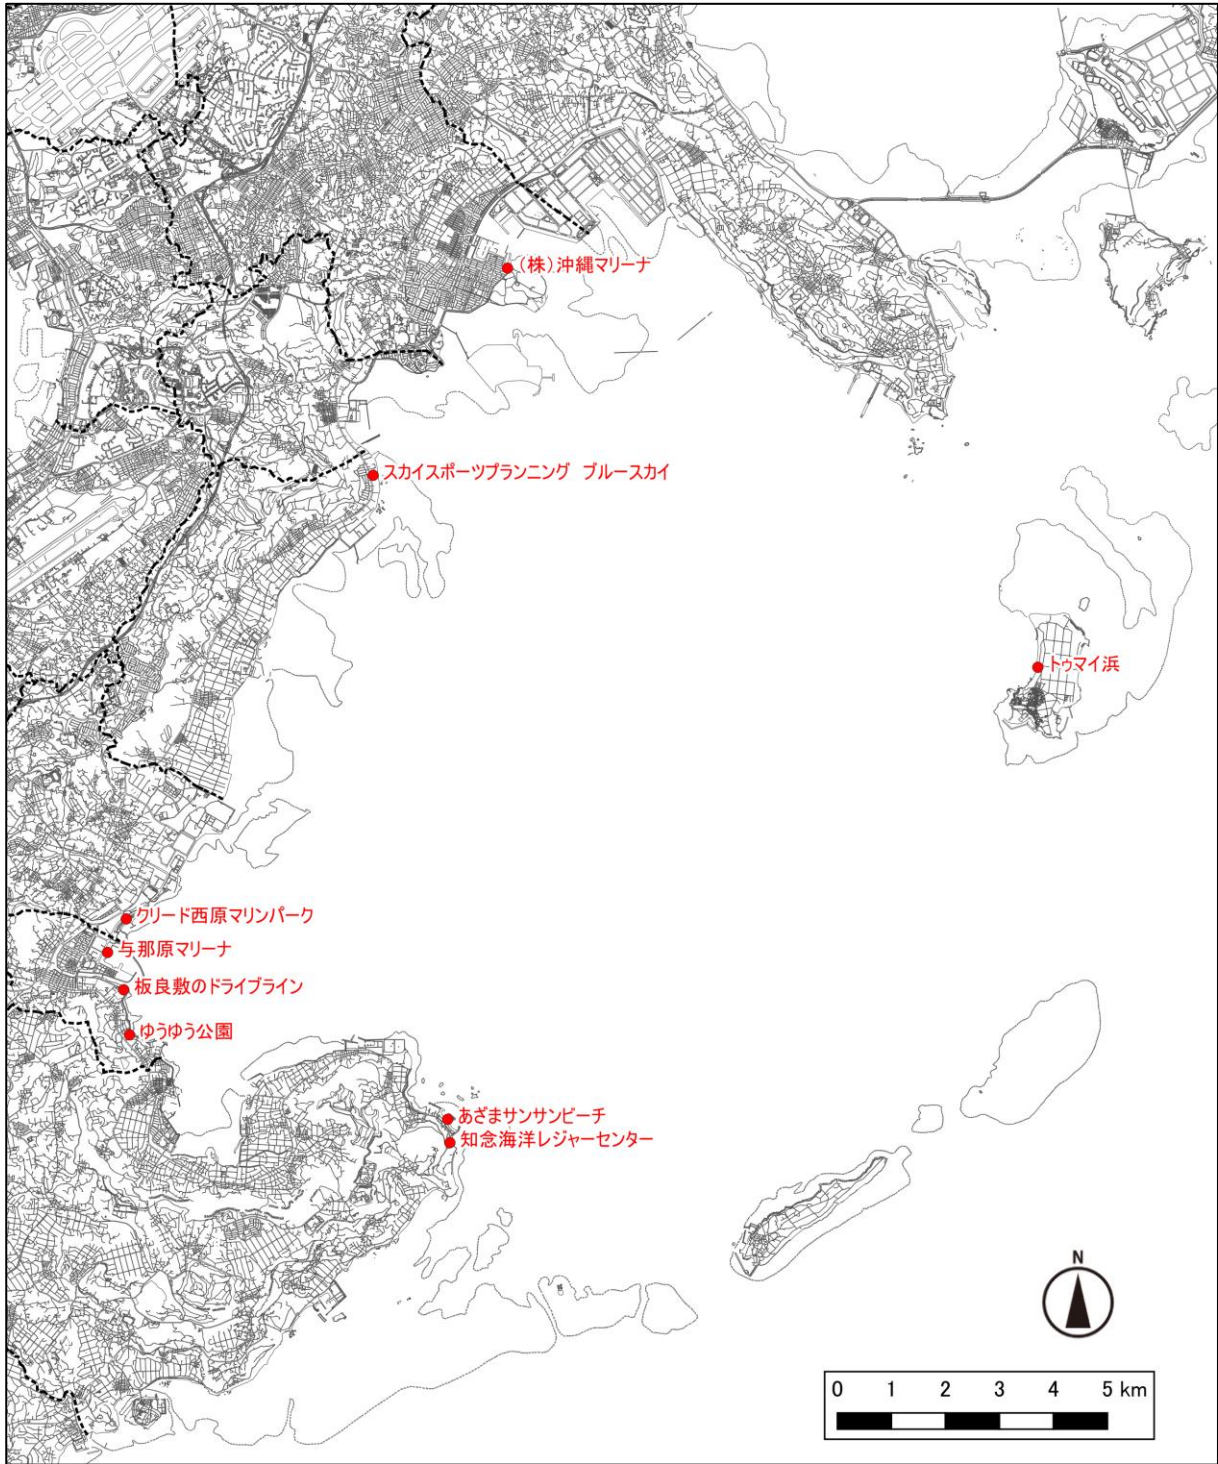 (株)沖縄マリーナ
スカイスポーツプランニング ブルースカイ
トゥマイ浜
クリード西原マリンパーク
与那原マリーナ
板良敷のドライブライン
ゆうゆう公園
あざまサンサンビーチ
知念海洋レジャーセンター
N
0 1 2 3 4 5 km